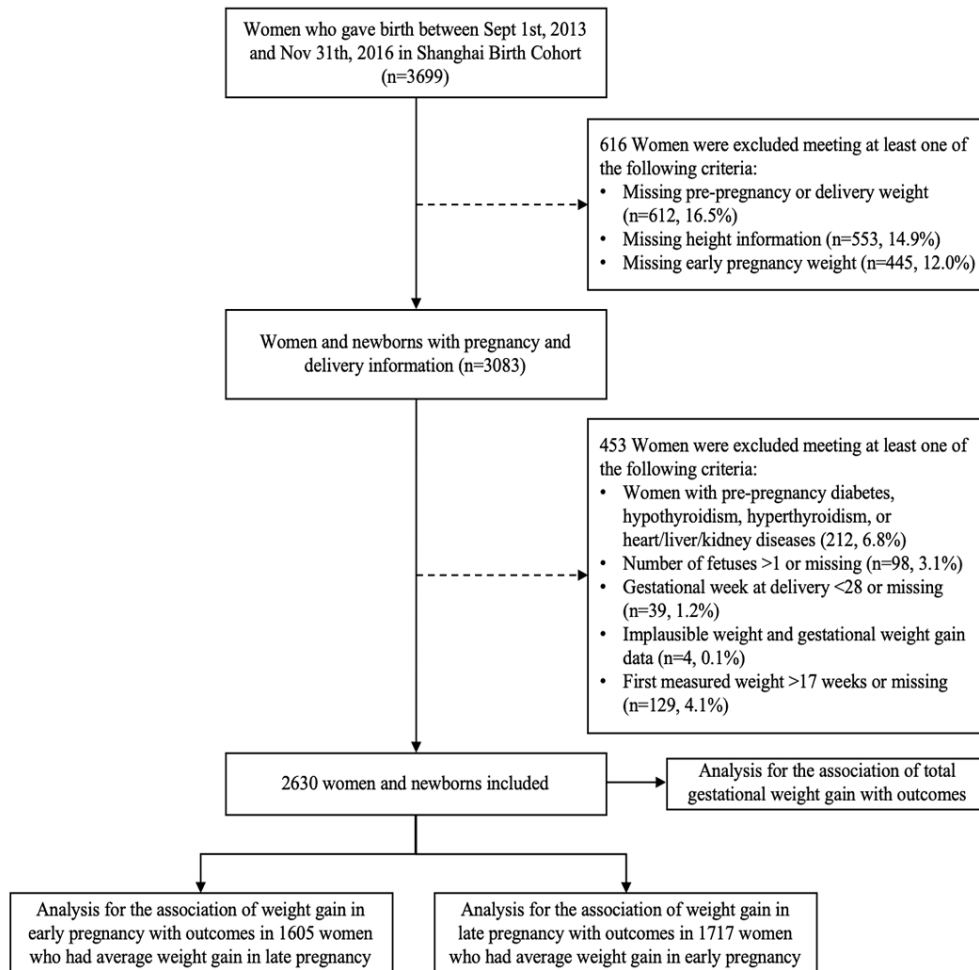 Women who gave birth between Sept 1st, 2013
and Nov 31th, 2016 in Shanghai Birth Cohort
(n=3699)
616 Women were excluded meeting at least one of
the following criteria:
• Missing pre-pregnancy or delivery weight
(n=612, 16.5%)
• Missing height information (n=553, 14.9%)
• Missing early pregnancy weight (n=445, 12.0%)
Women and newborns with pregnancy and
delivery information (n=3083)
453 Women were excluded meeting at least one of
the following criteria:
• Women with pre-pregnancy diabetes,
hypothyroidism, hyperthyroidism, or
heart/liver/kidney diseases (212, 6.8%)
• Number of fetuses >1 or missing (n=98, 3.1%)
• Gestational week at delivery <28 or missing
(n=39, 1.2%)
• Implausible weight and gestational weight gain
data (n=4, 0.1%)
• First measured weight >17 weeks or missing
(n=129, 4.1%)
2630 women and newborns included
Analysis for the association of total
gestational weight gain with outcomes
Analysis for the association of weight gain in
early pregnancy with outcomes in 1605 women
who had average weight gain in late pregnancy
Analysis for the association of weight gain in
late pregnancy with outcomes in 1717 women
who had average weight gain in early pregnancy